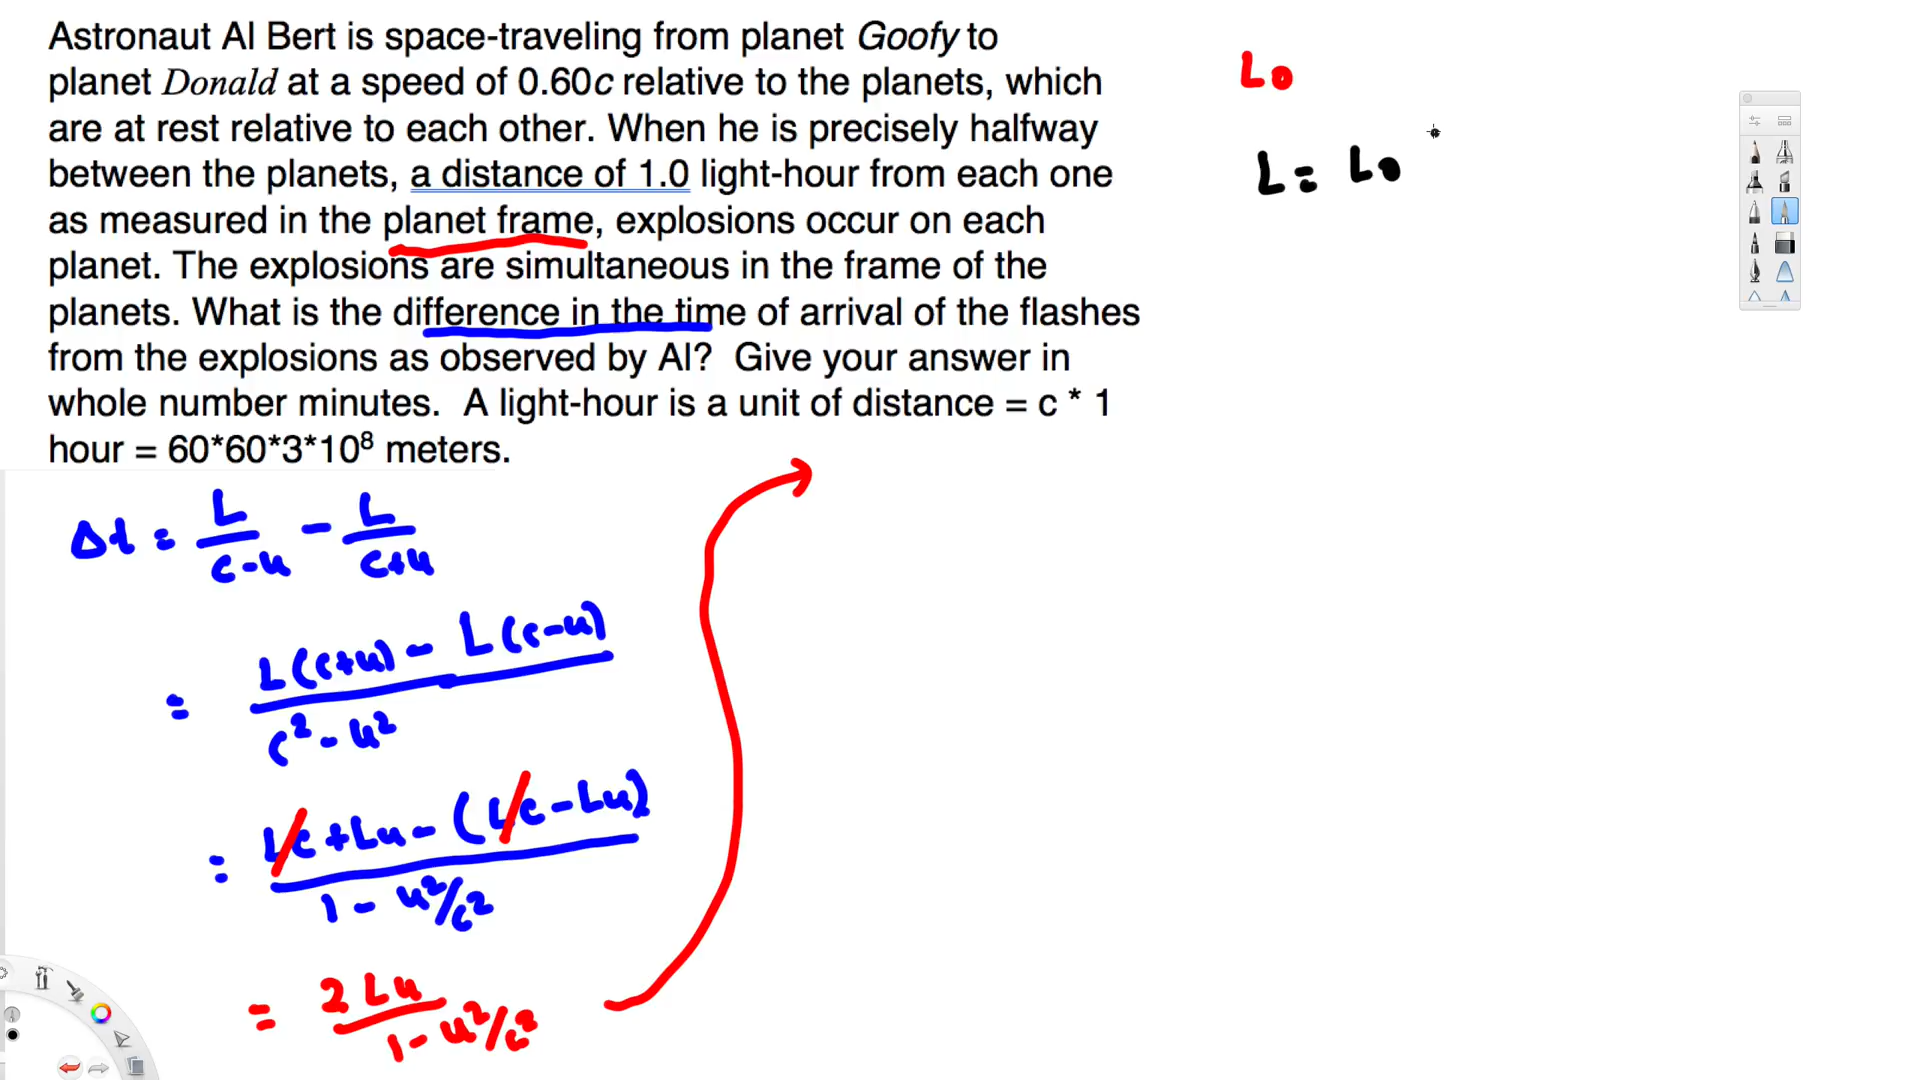 Astronaut Al Bert is space-traveling from planet Goofy to
planet Donald at a speed of 0.60c relative to the planets, which
are at rest relative to each other. When he is precisely halfway
between the planets, a distance of 1.0 light-hour from each one
as measured in the planet frame, explosions occur on each
planet. The explosions are simultaneous in the frame of the
planets. What is the difference in the time of arrival of the flashes
from the explosions as observed by Al?  Give your answer in
whole number minutes.  A light-hour is a unit of distance = c * 1
hour = 60*60*3*10⁸ meters.
Lo
L = Lo
Δt = L/(c-u) - L/(c+u)
= (L(c+u) - L(c-u))/(c² - u²)
= (Lc + Lu - (Lc - Lu))/(1 - u²/c²)
= 2Lu/(1 - u²/c²)